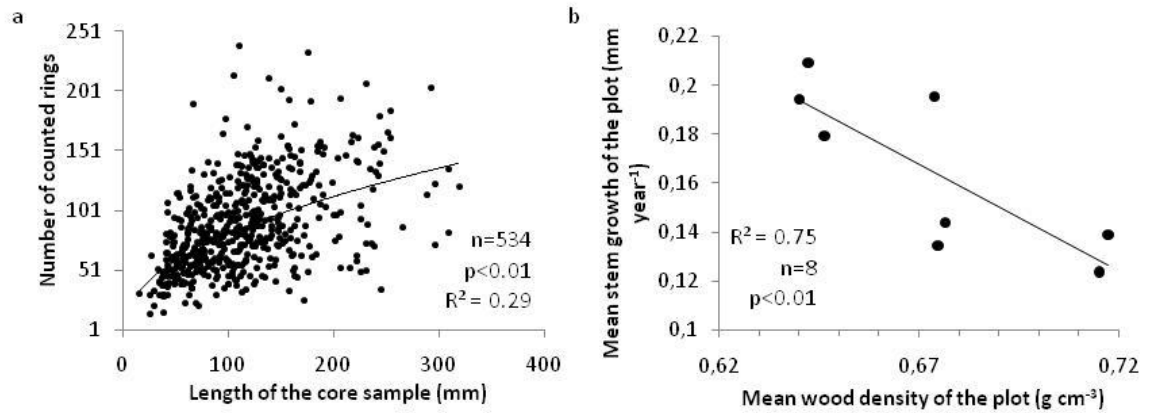 a
251
201
151
101
51
1
Number of counted rings
n=534
p<0.01
R² = 0.29
0 100 200 300 400
Length of the core sample (mm)
b
0,22
0,2
0,18
0,16
0,14
0,12
0,1
Mean stem growth of the plot (mm
year⁻¹)
R² = 0.75
n=8
p<0.01
0,62 0,67 0,72
Mean wood density of the plot (g cm⁻³)